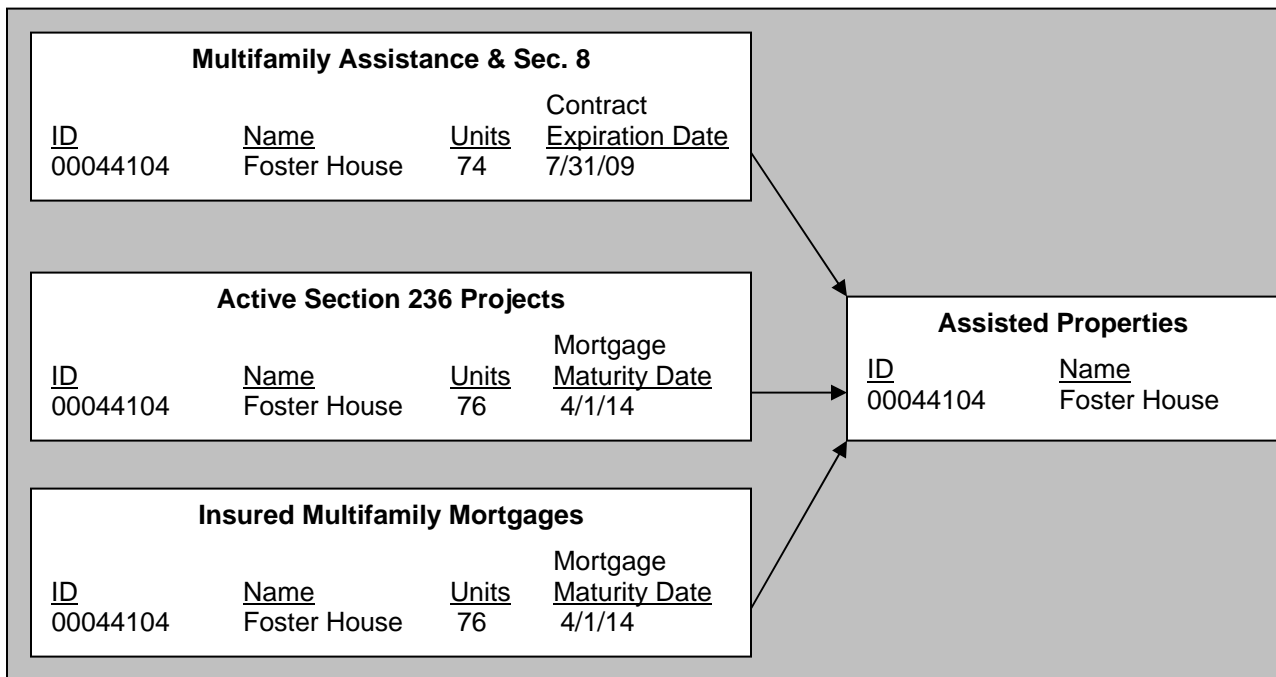 Multifamily Assistance & Sec. 8
Contract
ID Name Units Expiration Date
00044104 Foster House 74 7/31/09
Active Section 236 Projects
Mortgage
ID Name Units Maturity Date
00044104 Foster House 76 4/1/14
Insured Multifamily Mortgages
Mortgage
ID Name Units Maturity Date
00044104 Foster House 76 4/1/14
Assisted Properties
ID Name
00044104 Foster House